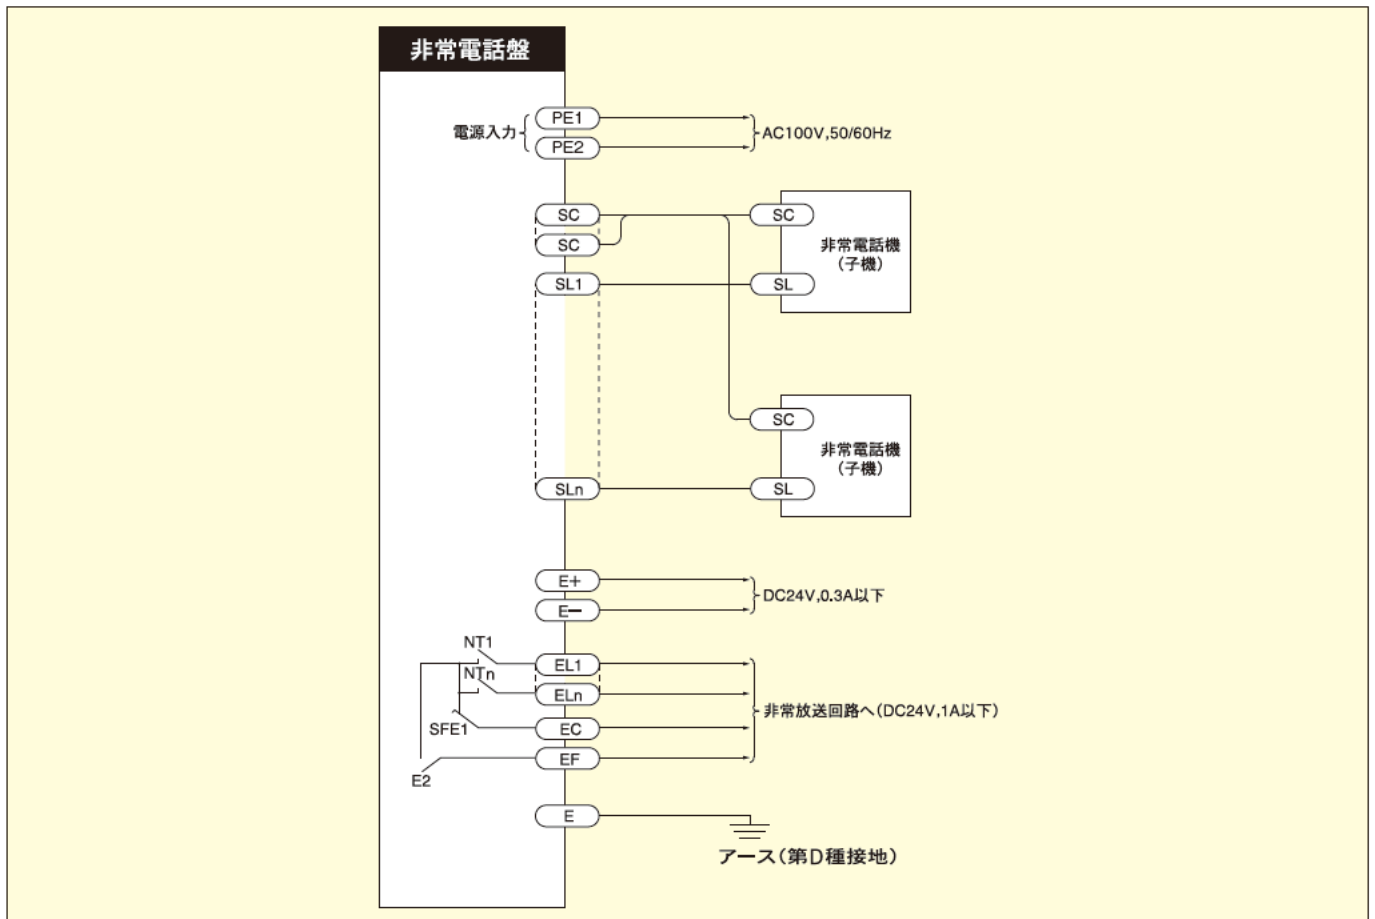 非常電話盤
電源入力
PE1
PE2
AC100V,50/60Hz
SC
SC
SL1
SC
SL
非常電話機
(子機)
SC
SL
非常電話機
(子機)
SLn
E+
E−
DC24V,0.3A以下
NT1
NTn
SFE1
E2
EL1
ELn
EC
EF
非常放送回路へ(DC24V,1A以下)
E
アース(第D種接地)